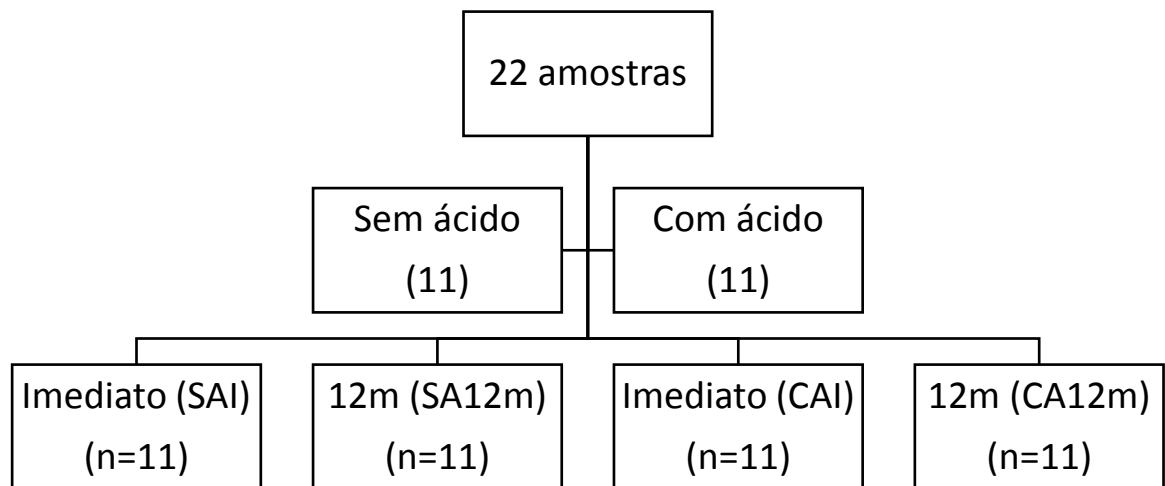 22 amostras
Sem ácido
(11)
Com ácido
(11)
Imediato (SAI)
(n=11)
12m (SA12m)
(n=11)
Imediato (CAI)
(n=11)
12m (CA12m)
(n=11)